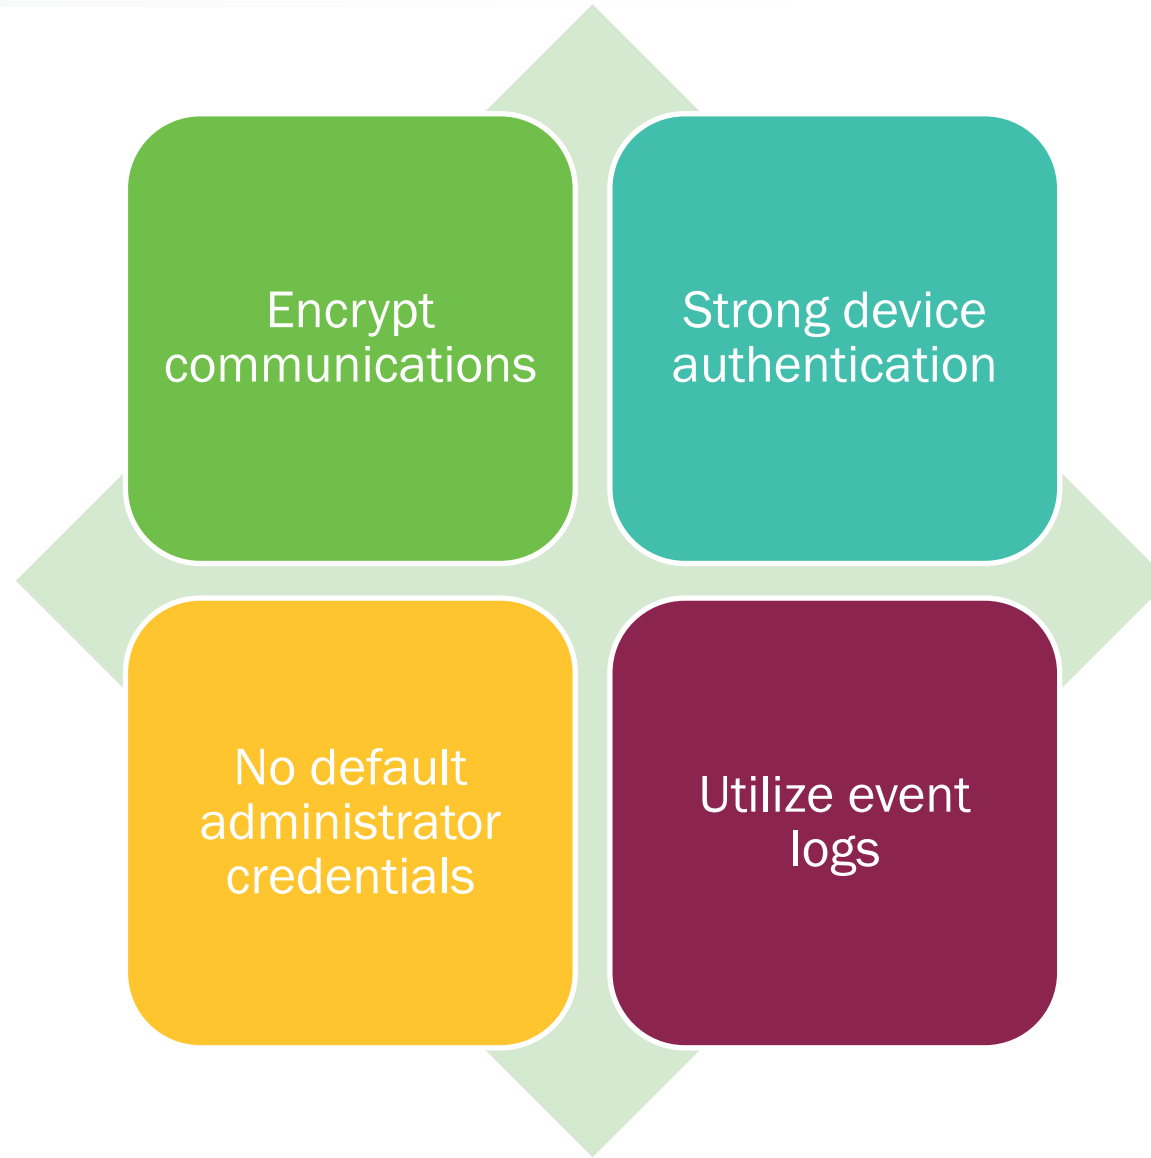 Encrypt
communications
Strong device
authentication
No default
administrator
credentials
Utilize event
logs